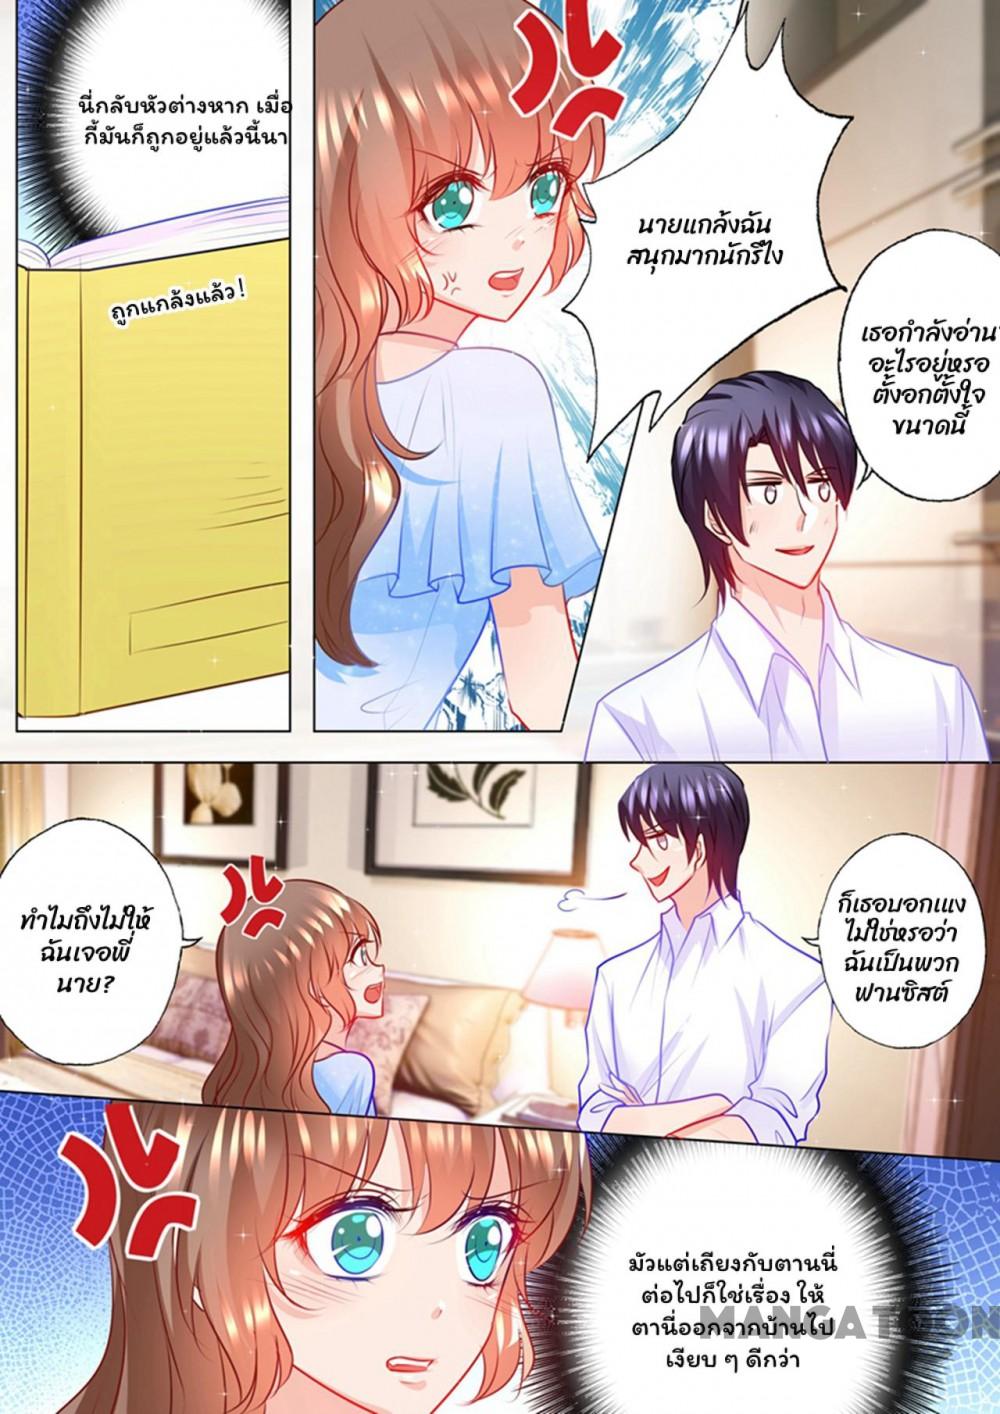 นี่กลับหัวต่างหาก เมื่อ
กี้มันก็ถูกอยู่แล้วนี้นา
ถูกแกล้งแล้ว!
นายแกล้งฉัน
สนุกมากนักรึไง
เธอกำลังอ่าน
อะไรอยู่หรอ
ตั้งอกตั้งใจ
ขนาดนี้
ทำไมถึงไม่ให้
ฉันเจอพี่
นาย?
ก็เธอบอกเแง
ไม่ใช่หรอว่า
ฉันเป็นพวก
ฟานซิสต์
มัวแต่เถียงกับตานนี่
ต่อไปก็ใช่เรื่อง ให้
ตานี่ออกจากบ้านไป
เงียบ ๆ ดีกว่า
MANGATOON